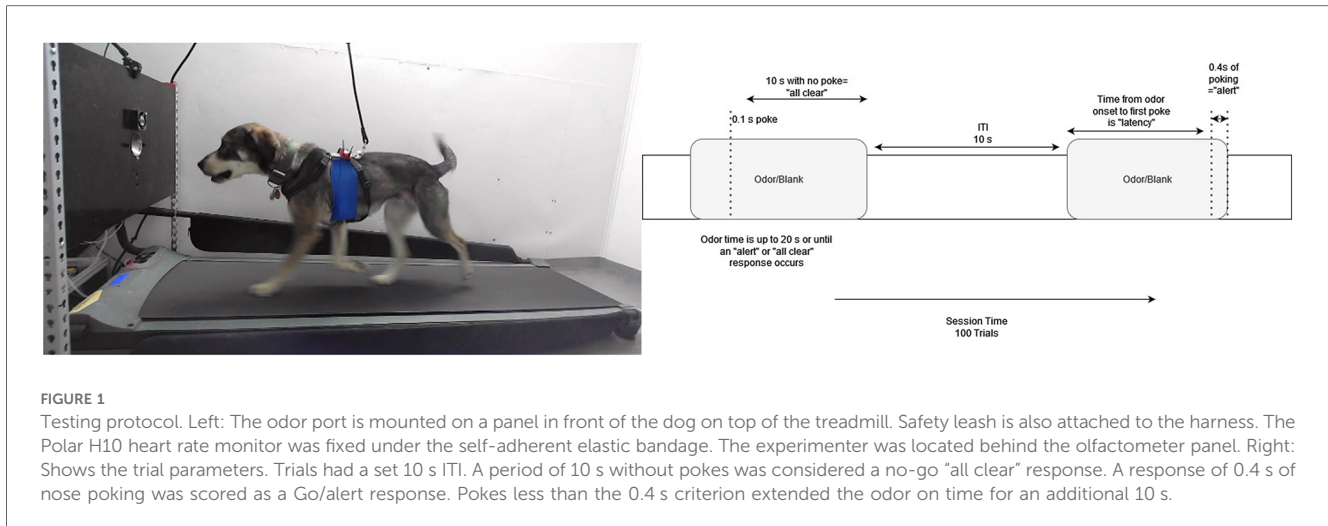 10 s with no poke=
"all clear"
0.1 s poke
Odor/Blank
Odor time is up to 20 s or until
an "alert" or "all clear"
response occurs
ITI
10 s
Time from odor
onset to first poke
is "latency"
0.4s of
poking
="alert"
Odor/Blank
Session Time
100 Trials
FIGURE 1
Testing protocol. Left: The odor port is mounted on a panel in front of the dog on top of the treadmill. Safety leash is also attached to the harness. The
Polar H10 heart rate monitor was fixed under the self-adherent elastic bandage. The experimenter was located behind the olfactometer panel. Right:
Shows the trial parameters. Trials had a set 10 s ITI. A period of 10 s without pokes was considered a no-go “all clear” response. A response of 0.4 s of
nose poking was scored as a Go/alert response. Pokes less than the 0.4 s criterion extended the odor on time for an additional 10 s.